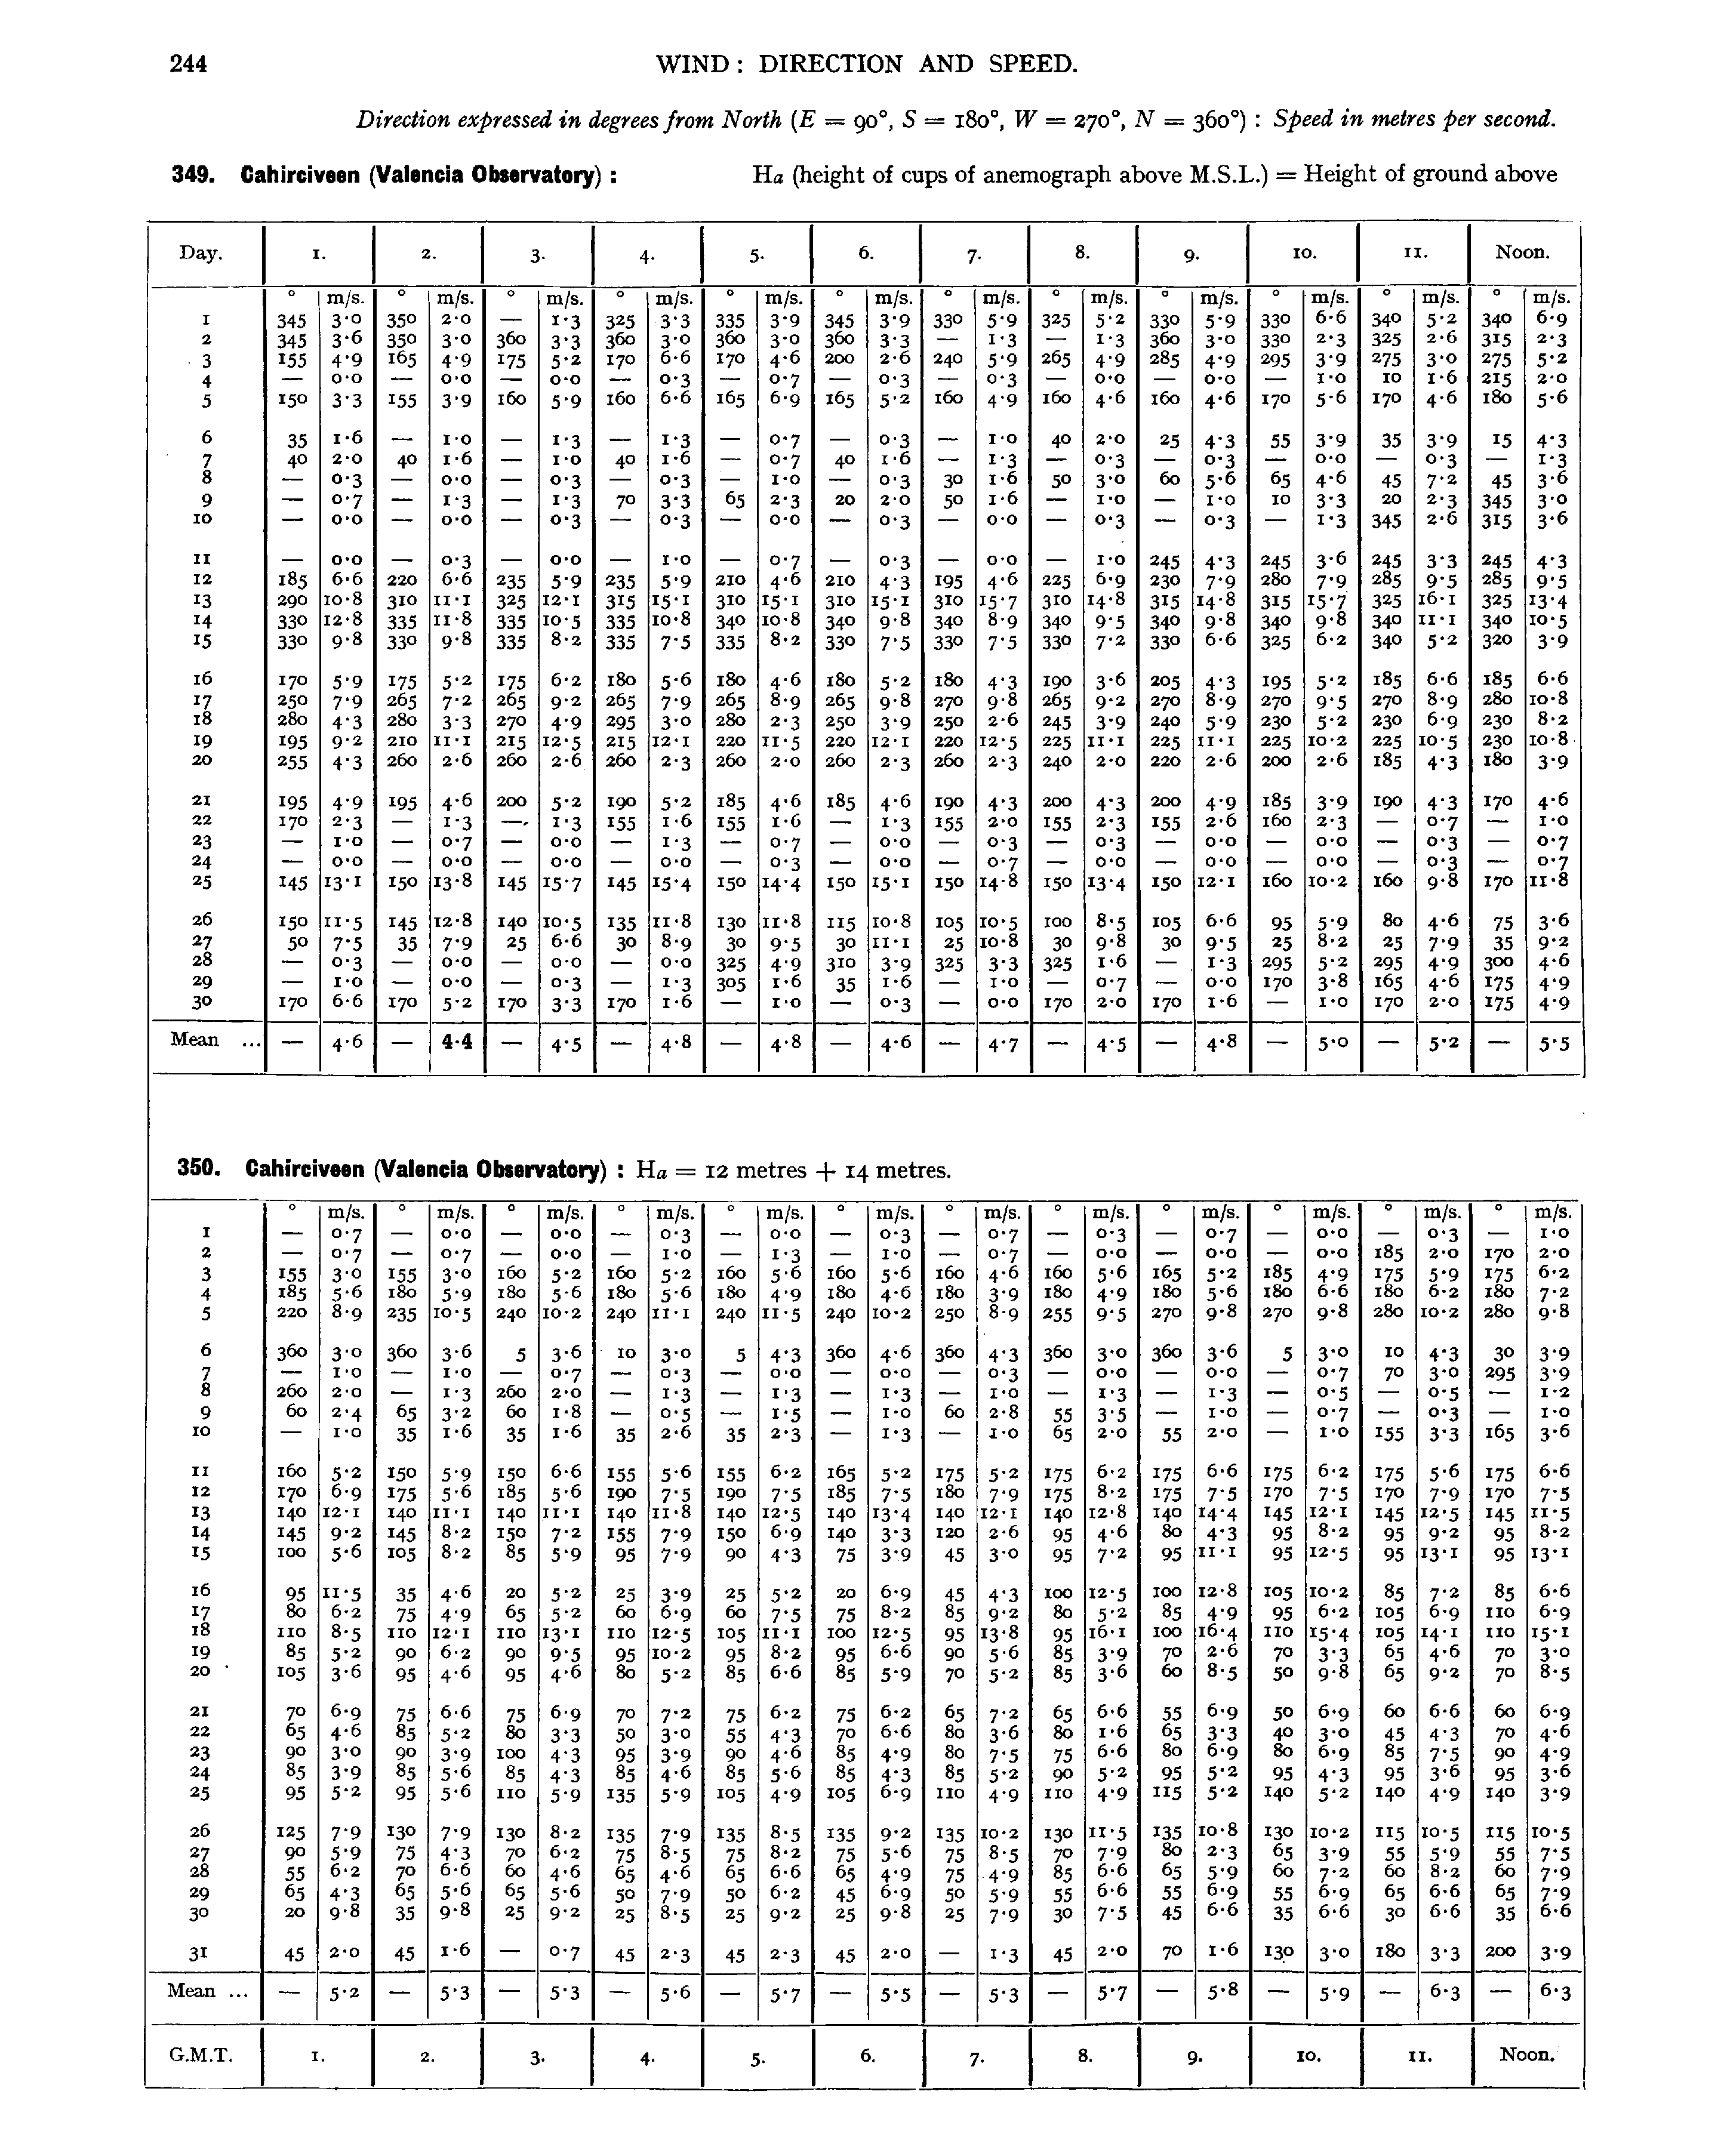 244 WIND: DIRECTION AND SPEED.
Direction expressed in degrees from North (E = 90°, S = 180°, W = 270°, N = 360°) : Speed in metres per second.
349. Cahirciveen (Valencia Observatory) : Ha (height of cups of anemograph above M.S.L.) = Height of ground above
Day. 1. 2. 3. 4. 5. 6. 7. 8. 9. 10. 11. Noon.
° m/s. ° m/s. ° m/s. ° m/s. ° m/s. ° m/s. ° m/s. ° m/s. ° m/s. ° m/s. ° m/s. ° m/s.
1 345 3·0 350 2·0 — 1·3 325 3·3 335 3·9 345 3·9 330 5·9 325 5·2 330 5·9 330 6·6 340 5·2 340 6·9
2 345 3·6 350 3·0 360 3·3 360 3·0 360 3·0 360 3·3 — 1·3 — 1·3 360 3·0 330 2·3 325 2·6 315 2·3
3 155 4·9 165 4·9 175 5·2 170 6·6 170 4·6 200 2·6 240 5·9 265 4·9 285 4·9 295 3·9 275 3·0 275 5·2
4 — 0·0 — 0·0 — 0·0 — 0·3 — 0·7 — 0·3 — 0·3 — 0·0 — 0·0 — 1·0 10 1·6 215 2·0
5 150 3·3 155 3·9 160 5·9 160 6·6 165 6·9 165 5·2 160 4·9 160 4·6 160 4·6 170 5·6 170 4·6 180 5·6
6 35 1·6 — 1·0 — 1·3 — 1·3 — 0·7 — 0·3 — 1·0 40 2·0 25 4·3 55 3·9 35 3·9 15 4·3
7 40 2·0 40 1·6 — 1·0 40 1·6 — 0·7 40 1·6 — 1·3 — 0·3 — 0·3 — 0·0 — 0·3 — 1·3
8 — 0·3 — 0·0 — 0·3 — 0·3 — 1·0 — 0·3 30 1·6 50 3·0 60 5·6 65 4·6 45 7·2 45 3·6
9 — 0·7 — 1·3 — 1·3 70 3·3 65 2·3 20 2·0 50 1·6 — 1·0 — 1·0 10 3·3 20 2·3 345 3·0
10 — 0·0 — 0·0 — 0·3 — 0·3 — 0·0 — 0·3 — 0·0 — 0·3 — 0·3 — 1·3 345 2·6 315 3·6
11 — 0·0 — 0·3 — 0·0 — 1·0 — 0·7 — 0·3 — 0·0 — 1·0 245 4·3 245 3·6 245 3·3 245 4·3
12 185 6·6 220 6·6 235 5·9 235 5·9 210 4·6 210 4·3 195 4·6 225 6·9 230 7·9 280 7·9 285 9·5 285 9·5
13 290 10·8 310 11·1 325 12·1 315 15·1 310 15·1 310 15·1 310 15·7 310 14·8 315 14·8 315 15·7 325 16·1 325 13·4
14 330 12·8 335 11·8 335 10·5 335 10·8 340 10·8 340 9·8 340 8·9 340 9·5 340 9·8 340 9·8 340 11·1 340 10·5
15 330 9·8 330 9·8 335 8·2 335 7·5 335 8·2 330 7·5 330 7·5 330 7·2 330 6·6 325 6·2 340 5·2 320 3·9
16 170 5·9 175 5·2 175 6·2 180 5·6 180 4·6 180 5·2 180 4·3 190 3·6 205 4·3 195 5·2 185 6·6 185 6·6
17 250 7·9 265 7·2 265 9·2 265 7·9 265 8·9 265 9·8 270 9·8 265 9·2 270 8·9 270 9·5 270 8·9 280 10·8
18 280 4·3 280 3·3 270 4·9 295 3·0 280 2·3 250 3·9 250 2·6 245 3·9 240 5·9 230 5·2 230 6·9 230 8·2
19 195 9·2 210 11·1 215 12·5 215 12·1 220 11·5 220 12·1 220 12·5 225 11·1 225 11·1 225 10·2 225 10·5 230 10·8
20 255 4·3 260 2·6 260 2·6 260 2·3 260 2·0 260 2·3 260 2·3 240 2·0 220 2·6 200 2·6 185 4·3 180 3·9
21 195 4·9 195 4·6 200 5·2 190 5·2 185 4·6 185 4·6 190 4·3 200 4·3 200 4·9 185 3·9 190 4·3 170 4·6
22 170 2·3 — 1·3 — 1·3 155 1·6 155 1·6 — 1·3 155 2·0 155 2·3 155 2·6 160 2·3 — 0·7 — 1·0
23 — 1·0 — 0·7 — 0·0 — 1·3 — 0·7 — 0·0 — 0·3 — 0·3 — 0·0 — 0·0 — 0·3 — 0·7
24 — 0·0 — 0·0 — 0·0 — 0·0 — 0·3 — 0·0 — 0·7 — 0·0 — 0·0 — 0·0 — 0·3 — 0·7
25 145 13·1 150 13·8 145 15·7 145 15·4 150 14·4 150 15·1 150 14·8 150 13·4 150 12·1 160 10·2 160 9·8 170 11·8
26 150 11·5 145 12·8 140 10·5 135 11·8 130 11·8 115 10·8 105 10·5 100 8·5 105 6·6 95 5·9 80 4·6 75 3·6
27 50 7·5 35 7·9 25 6·6 30 8·9 30 9·5 30 11·1 25 10·8 30 9·8 30 9·5 25 8·2 25 7·9 35 9·2
28 — 0·3 — 0·0 — 0·0 — 0·0 325 4·9 310 3·9 325 3·3 325 1·6 — 1·3 295 5·2 295 4·9 300 4·6
29 — 1·0 — 0·0 — 0·3 — 1·3 305 1·6 35 1·6 — 1·0 — 0·7 — 0·0 170 3·8 165 4·6 175 4·9
30 170 6·6 170 5·2 170 3·3 170 1·6 — 1·0 — 0·3 — 0·0 170 2·0 170 1·6 — 1·0 170 2·0 175 4·9
Mean ... — 4·6 — 4·4 — 4·5 — 4·8 — 4·8 — 4·6 — 4·7 — 4·5 — 4·8 — 5·0 — 5·2 — 5·5
350. Cahirciveen (Valencia Observatory) : Ha = 12 metres + 14 metres.
° m/s. ° m/s. ° m/s. ° m/s. ° m/s. ° m/s. ° m/s. ° m/s. ° m/s. ° m/s. ° m/s. ° m/s.
1 — 0·7 — 0·0 — 0·0 — 0·3 — 0·0 — 0·3 — 0·7 — 0·3 — 0·7 — 0·0 — 0·3 — 1·0
2 — 0·7 — 0·7 — 0·0 — 1·0 — 1·3 — 1·0 — 0·7 — 0·0 — 0·0 — 0·0 185 2·0 170 2·0
3 155 3·0 155 3·0 160 5·2 160 5·2 160 5·6 160 5·6 160 4·6 160 5·6 165 5·2 185 4·9 175 5·9 175 6·2
4 185 5·6 180 5·9 180 5·6 180 5·6 180 4·9 180 4·6 180 3·9 180 4·9 180 5·6 180 6·6 180 6·2 180 7·2
5 220 8·9 235 10·5 240 10·2 240 11·1 240 11·5 240 10·2 250 8·9 255 9·5 270 9·8 270 9·8 280 10·2 280 9·8
6 360 3·0 360 3·6 5 3·6 10 3·0 5 4·3 360 4·6 360 4·3 360 3·0 360 3·6 5 3·0 10 4·3 30 3·9
7 — 1·0 — 1·0 — 0·7 — 0·3 — 0·0 — 0·0 — 0·3 — 0·0 — 0·0 — 0·7 70 3·0 295 3·9
8 260 2·0 — 1·3 260 2·0 — 1·3 — 1·3 — 1·3 — 1·0 — 1·3 — 1·3 — 0·5 — 0·5 — 1·2
9 60 2·4 65 3·2 60 1·8 — 0·5 — 1·5 — 1·0 60 2·8 55 3·5 — 1·0 — 0·7 — 0·3 — 1·0
10 — 1·0 35 1·6 35 1·6 35 2·6 35 2·3 — 1·3 — 1·0 65 2·0 55 2·0 — 1·0 155 3·3 165 3·6
11 160 5·2 150 5·9 150 6·6 155 5·6 155 6·2 165 5·2 175 5·2 175 6·2 175 6·6 175 6·2 175 5·6 175 6·6
12 170 6·9 175 5·6 185 5·6 190 7·5 190 7·5 185 7·5 180 7·9 175 8·2 175 7·5 170 7·5 170 7·9 170 7·5
13 140 12·1 140 11·1 140 11·1 140 11·8 140 12·5 140 13·4 140 12·1 140 12·8 140 14·4 145 12·1 145 12·5 145 11·5
14 145 9·2 145 8·2 150 7·2 155 7·9 150 6·9 140 3·3 120 2·6 95 4·6 80 4·3 95 8·2 95 9·2 95 8·2
15 100 5·6 105 8·2 85 5·9 95 7·9 90 4·3 75 3·9 45 3·0 95 7·2 95 11·1 95 12·5 95 13·1 95 13·1
16 95 11·5 35 4·6 20 5·2 25 3·9 25 5·2 20 6·9 45 4·3 100 12·5 100 12·8 105 10·2 85 7·2 85 6·6
17 80 6·2 75 4·9 65 5·2 60 6·9 60 7·5 75 8·2 85 9·2 80 5·2 85 4·9 95 6·2 105 6·9 110 6·9
18 110 8·5 110 12·1 110 13·1 110 12·5 105 11·1 100 12·5 95 13·8 95 16·1 100 16·4 110 15·4 105 14·1 110 15·1
19 85 5·2 90 6·2 90 9·5 95 10·2 95 8·2 95 6·6 90 5·6 85 3·9 70 2·6 70 3·3 65 4·6 70 3·0
20 105 3·6 95 4·6 95 4·6 80 5·2 85 6·6 85 5·9 70 5·2 85 3·6 60 8·5 50 9·8 65 9·2 70 8·5
21 70 6·9 75 6·6 75 6·9 70 7·2 75 6·2 75 6·2 65 7·2 65 6·6 55 6·9 50 6·9 60 6·6 60 6·9
22 65 4·6 85 5·2 80 3·3 50 3·0 55 4·3 70 6·6 80 3·6 80 1·6 65 3·3 40 3·0 45 4·3 70 4·6
23 90 3·0 90 3·9 100 4·3 95 3·9 90 4·6 85 4·9 80 7·5 75 6·6 80 6·9 80 6·9 85 7·5 90 4·9
24 85 3·9 85 5·6 85 4·3 85 4·6 85 5·6 85 4·3 85 5·2 90 5·2 95 5·2 95 4·3 95 3·6 95 3·6
25 95 5·2 95 5·6 110 5·9 135 5·9 105 4·9 105 6·9 110 4·9 110 4·9 115 5·2 140 5·2 140 4·9 140 3·9
26 125 7·9 130 7·9 130 8·2 135 7·9 135 8·5 135 9·2 135 10·2 130 11·5 135 10·8 130 10·2 115 10·5 115 10·5
27 90 5·9 75 4·3 70 6·2 75 8·5 75 8·2 75 5·6 75 8·5 70 7·9 80 2·3 65 3·9 55 5·9 55 7·5
28 55 6·2 70 6·6 60 4·6 65 4·6 65 6·6 65 4·9 75 4·9 85 6·6 65 5·9 60 7·2 60 8·2 60 7·9
29 65 4·3 65 5·6 65 5·6 50 7·9 50 6·2 45 6·9 50 5·9 55 6·6 55 6·9 55 6·9 65 6·6 65 7·9
30 20 9·8 35 9·8 25 9·2 25 8·5 25 9·2 25 9·8 25 7·9 30 7·5 45 6·6 35 6·6 30 6·6 35 6·6
31 45 2·0 45 1·6 — 0·7 45 2·3 45 2·3 45 2·0 — 1·3 45 2·0 70 1·6 130 3·0 180 3·3 200 3·9
Mean ... — 5·2 — 5·3 — 5·3 — 5·6 — 5·7 — 5·5 — 5·3 — 5·7 — 5·8 — 5·9 — 6·3 — 6·3
G.M.T. 1. 2. 3. 4. 5. 6. 7. 8. 9. 10. 11. Noon.